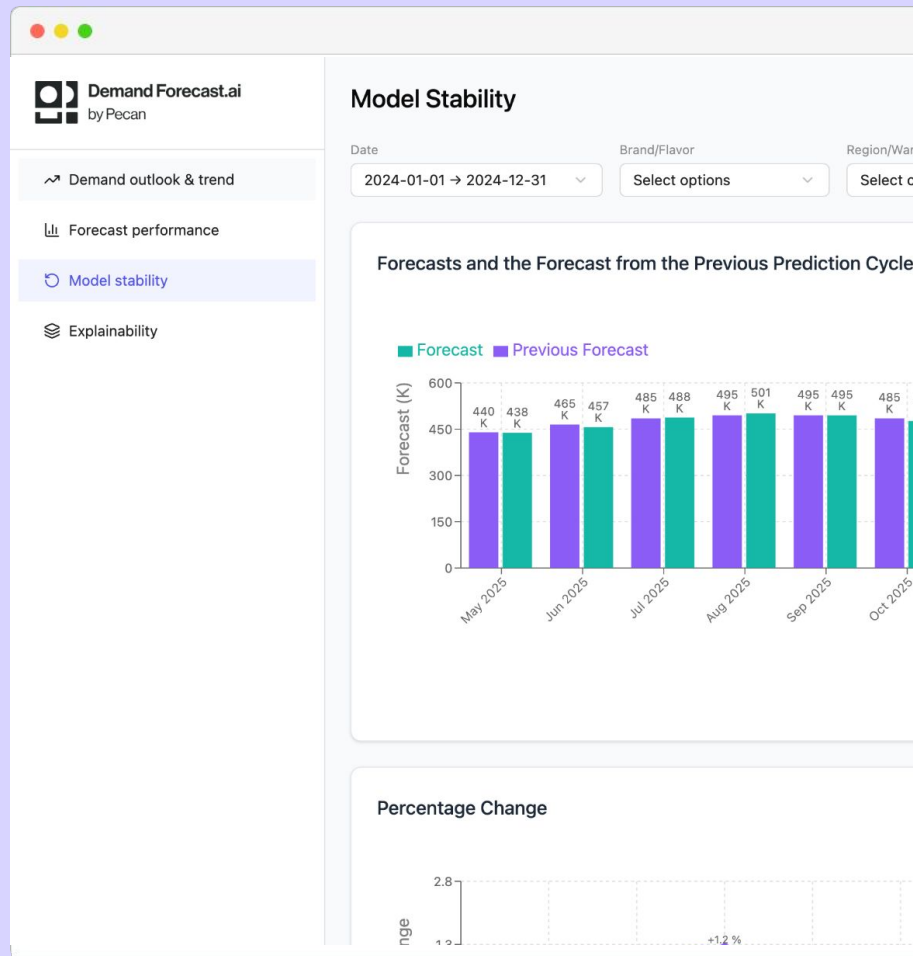 Demand Forecast.ai
by Pecan
Demand outlook & trend
Forecast performance
Model stability
Explainability
Model Stability
Date
Brand/Flavor
2024-01-01 → 2024-12-31
Select options
Select
Forecasts and the Forecast from the Previous Prediction Cycle
Forecast Previous Forecast
Forecast (K)
600
450
300
150
0
440 K
438 K
465 K
457 K
485 K
488 K
495 K
501 K
495 K
495 K
485 K
May 2025
Jun 2025
Jul 2025
Aug 2025
Sep 2025
Oct 2025
Percentage Change
2.8
+1.2 %